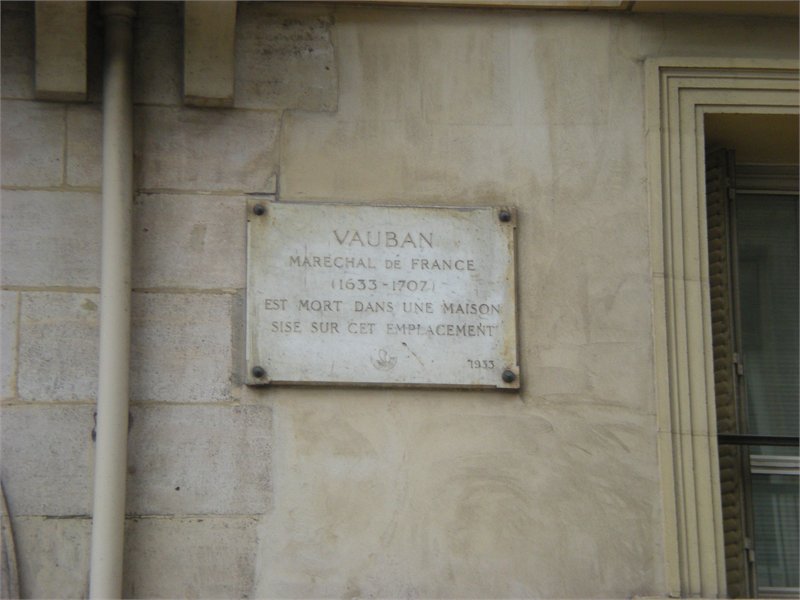 VAUBAN
MARECHAL DE FRANCE
(1633-1707)
EST MORT DANS UNE MAISON
SISE SUR CET EMPLACEMENT
1933